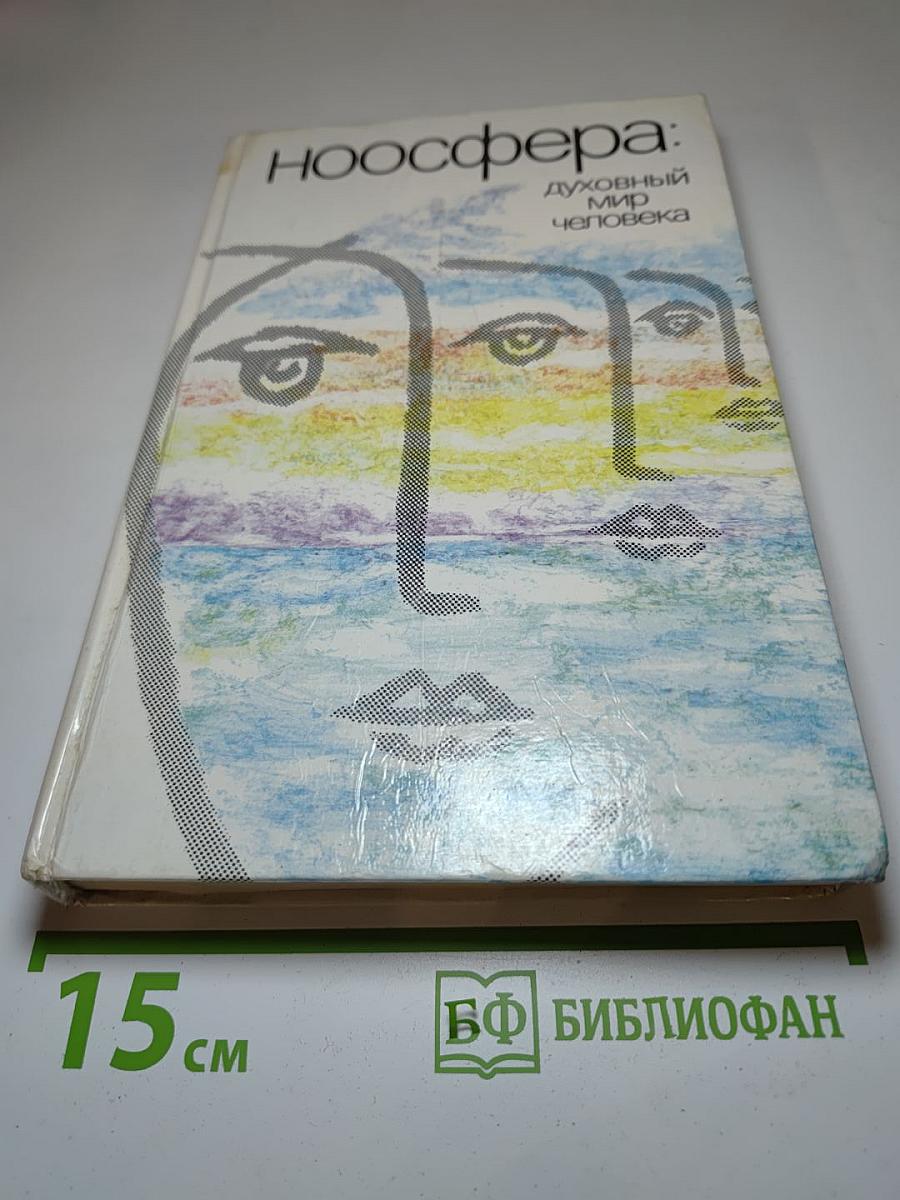 ноосфера:
духовный
мир
человека
15 см
БФ БИБЛИОФАН